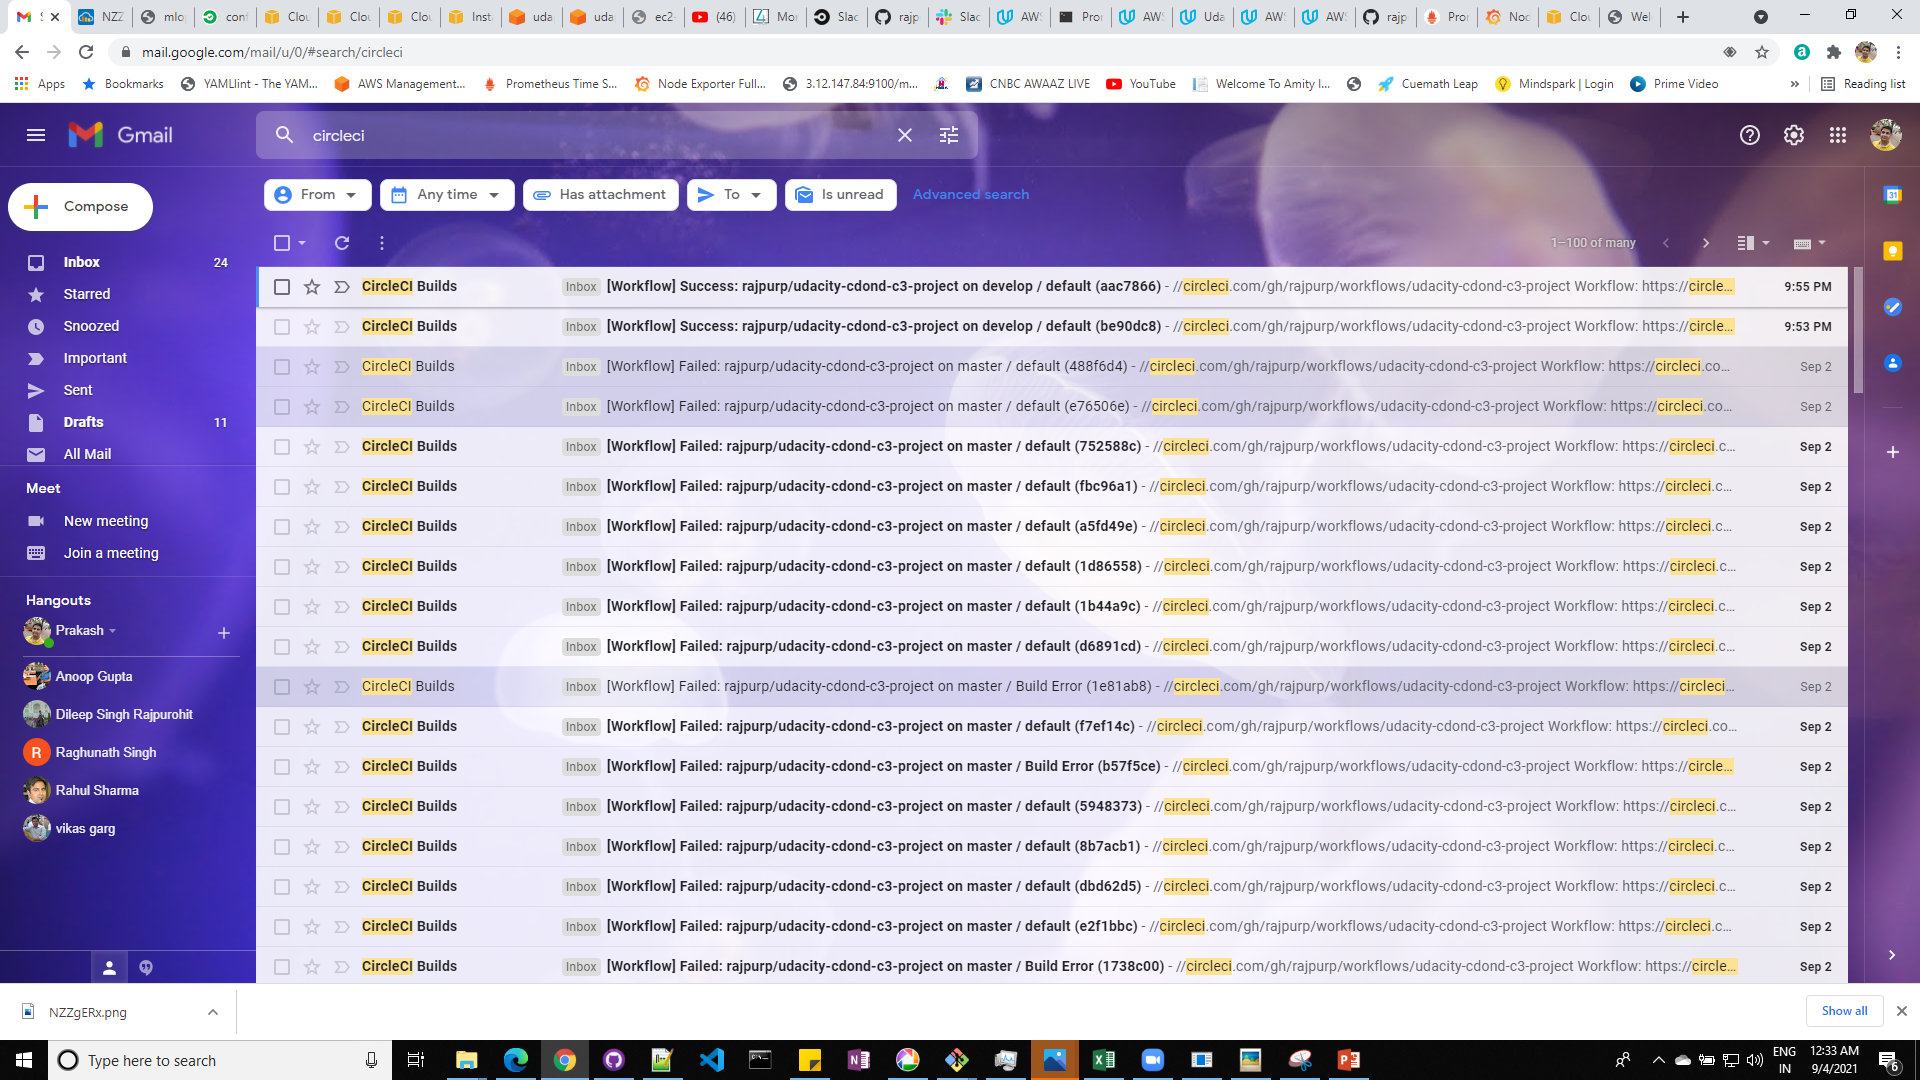 S
NZZ
mlo
conf
Clou
Clou
Clou
Inst
uda
uda
ec2-
(46)
Mor
Slac
rajp
Slac
AWS
Pro
AWS
Uda
AWS
AWS
rajp
Pror
Noc
Clou
Wel
mail.google.com/mail/u/0/#search/circleci
Apps Bookmarks YAMLlint - The YAM... AWS Management... Prometheus Time S... Node Exporter Full... 3.12.147.84:9100/m... CNBC AWAAZ LIVE YouTube Welcome To Amity I... Cuemath Leap Mindspark | Login Prime Video » Reading list
Gmail
circleci
Compose
From Any time Has attachment To Is unread Advanced search
1–100 of many
Inbox 24
Starred
Snoozed
Important
Sent
Drafts 11
All Mail
Meet
New meeting
Join a meeting
Hangouts
Prakash
Anoop Gupta
Dileep Singh Rajpurohit
R Raghunath Singh
Rahul Sharma
vikas garg
CircleCI Builds Inbox [Workflow] Success: rajpurp/udacity-cdond-c3-project on develop / default (aac7866) - //circleci.com/gh/rajpurp/workflows/udacity-cdond-c3-project Workflow: https://circle... 9:55 PM
CircleCI Builds Inbox [Workflow] Success: rajpurp/udacity-cdond-c3-project on develop / default (be90dc8) - //circleci.com/gh/rajpurp/workflows/udacity-cdond-c3-project Workflow: https://circle... 9:53 PM
CircleCI Builds Inbox [Workflow] Failed: rajpurp/udacity-cdond-c3-project on master / default (488f6d4) - //circleci.com/gh/rajpurp/workflows/udacity-cdond-c3-project Workflow: https://circleci.co... Sep 2
CircleCI Builds Inbox [Workflow] Failed: rajpurp/udacity-cdond-c3-project on master / default (e76506e) - //circleci.com/gh/rajpurp/workflows/udacity-cdond-c3-project Workflow: https://circleci.co... Sep 2
CircleCI Builds Inbox [Workflow] Failed: rajpurp/udacity-cdond-c3-project on master / default (752588c) - //circleci.com/gh/rajpurp/workflows/udacity-cdond-c3-project Workflow: https://circleci.c... Sep 2
CircleCI Builds Inbox [Workflow] Failed: rajpurp/udacity-cdond-c3-project on master / default (fbc96a1) - //circleci.com/gh/rajpurp/workflows/udacity-cdond-c3-project Workflow: https://circleci.c... Sep 2
CircleCI Builds Inbox [Workflow] Failed: rajpurp/udacity-cdond-c3-project on master / default (a5fd49e) - //circleci.com/gh/rajpurp/workflows/udacity-cdond-c3-project Workflow: https://circleci.c... Sep 2
CircleCI Builds Inbox [Workflow] Failed: rajpurp/udacity-cdond-c3-project on master / default (1d86558) - //circleci.com/gh/rajpurp/workflows/udacity-cdond-c3-project Workflow: https://circleci.c... Sep 2
CircleCI Builds Inbox [Workflow] Failed: rajpurp/udacity-cdond-c3-project on master / default (1b44a9c) - //circleci.com/gh/rajpurp/workflows/udacity-cdond-c3-project Workflow: https://circleci.c... Sep 2
CircleCI Builds Inbox [Workflow] Failed: rajpurp/udacity-cdond-c3-project on master / default (d6891cd) - //circleci.com/gh/rajpurp/workflows/udacity-cdond-c3-project Workflow: https://circleci.c... Sep 2
CircleCI Builds Inbox [Workflow] Failed: rajpurp/udacity-cdond-c3-project on master / Build Error (1e81ab8) - //circleci.com/gh/rajpurp/workflows/udacity-cdond-c3-project Workflow: https://circleci... Sep 2
CircleCI Builds Inbox [Workflow] Failed: rajpurp/udacity-cdond-c3-project on master / default (f7ef14c) - //circleci.com/gh/rajpurp/workflows/udacity-cdond-c3-project Workflow: https://circleci.co... Sep 2
CircleCI Builds Inbox [Workflow] Failed: rajpurp/udacity-cdond-c3-project on master / Build Error (b57f5ce) - //circleci.com/gh/rajpurp/workflows/udacity-cdond-c3-project Workflow: https://circle... Sep 2
CircleCI Builds Inbox [Workflow] Failed: rajpurp/udacity-cdond-c3-project on master / default (5948373) - //circleci.com/gh/rajpurp/workflows/udacity-cdond-c3-project Workflow: https://circleci.c... Sep 2
CircleCI Builds Inbox [Workflow] Failed: rajpurp/udacity-cdond-c3-project on master / default (8b7acb1) - //circleci.com/gh/rajpurp/workflows/udacity-cdond-c3-project Workflow: https://circleci.c... Sep 2
CircleCI Builds Inbox [Workflow] Failed: rajpurp/udacity-cdond-c3-project on master / default (dbd62d5) - //circleci.com/gh/rajpurp/workflows/udacity-cdond-c3-project Workflow: https://circleci.c... Sep 2
CircleCI Builds Inbox [Workflow] Failed: rajpurp/udacity-cdond-c3-project on master / default (e2f1bbc) - //circleci.com/gh/rajpurp/workflows/udacity-cdond-c3-project Workflow: https://circleci.c... Sep 2
CircleCI Builds Inbox [Workflow] Failed: rajpurp/udacity-cdond-c3-project on master / Build Error (1738c00) - //circleci.com/gh/rajpurp/workflows/udacity-cdond-c3-project Workflow: https://circle... Sep 2
NZZgERx.png
Show all
Type here to search
ENG
IN
12:33 AM
9/4/2021
6